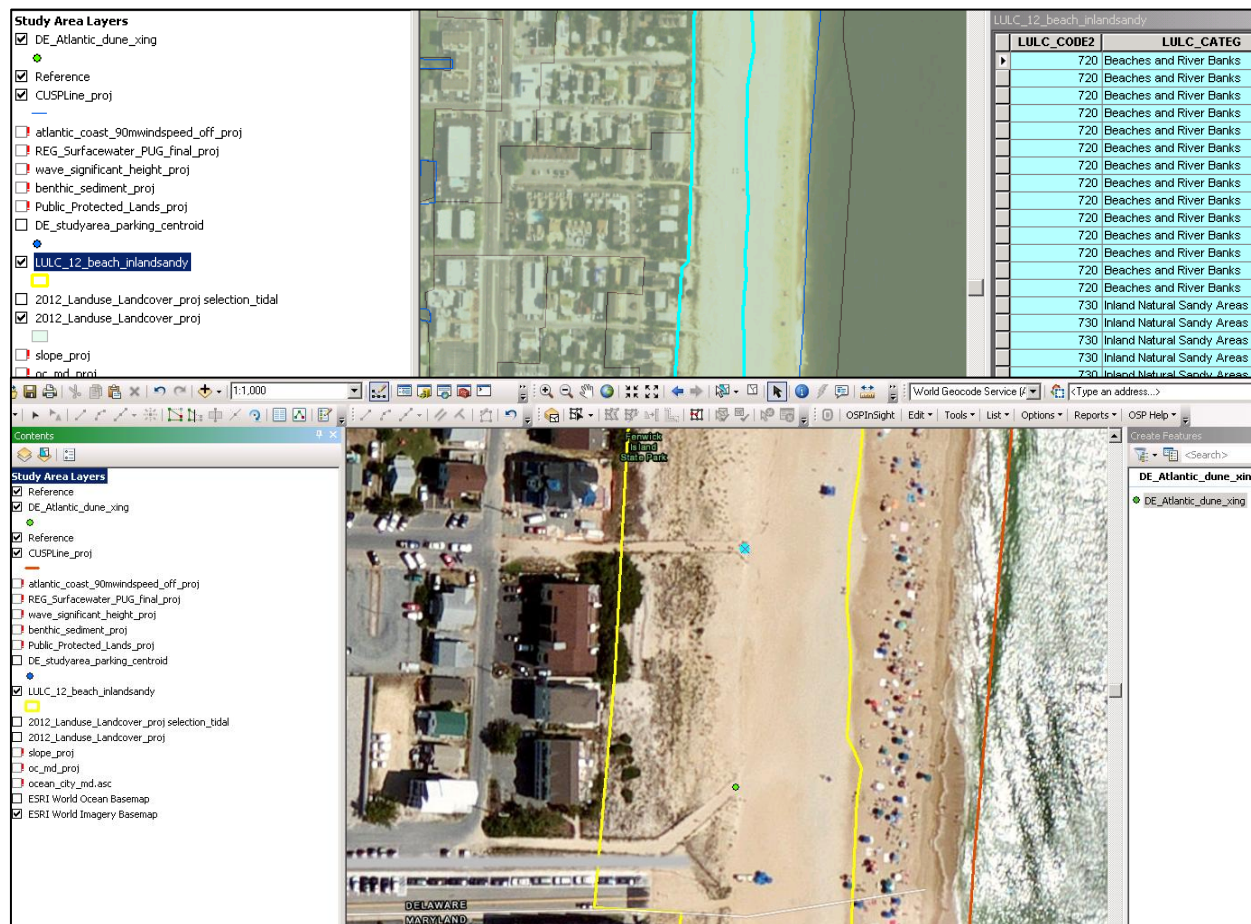 Study Area Layers
DE_Atlantic_dune_xing
Reference
CUSPLine_proj
atlantic_coast_90mwindspeed_off_proj
REG_Surfacewater_PUG_final_proj
wave_significant_height_proj
benthic_sediment_proj
Public_Protected_Lands_proj
DE_studyarea_parking_centroid
LULC_12_beach_inlandsandy
2012_Landuse_Landcover_proj selection_tidal
2012_Landuse_Landcover_proj
slope_proj
oc_md_proj
LULC_12_beach_inlandsandy
LULC_CODE2 LULC_CATEG
720 Beaches and River Banks
720 Beaches and River Banks
720 Beaches and River Banks
720 Beaches and River Banks
720 Beaches and River Banks
720 Beaches and River Banks
720 Beaches and River Banks
720 Beaches and River Banks
720 Beaches and River Banks
720 Beaches and River Banks
720 Beaches and River Banks
720 Beaches and River Banks
720 Beaches and River Banks
720 Beaches and River Banks
730 Inland Natural Sandy Areas
730 Inland Natural Sandy Areas
730 Inland Natural Sandy Areas
730 Inland Natural Sandy Areas
730 Inland Natural Sandy Areas
1:1,000
World Geocode Service (
<Type an address...>
OSPInSight Edit Tools List Options Reports OSP Help
Contents
Study Area Layers
Reference
DE_Atlantic_dune_xing
Reference
CUSPLine_proj
atlantic_coast_90mwindspeed_off_proj
REG_Surfacewater_PUG_final_proj
wave_significant_height_proj
benthic_sediment_proj
Public_Protected_Lands_proj
DE_studyarea_parking_centroid
LULC_12_beach_inlandsandy
2012_Landuse_Landcover_proj selection_tidal
2012_Landuse_Landcover_proj
slope_proj
oc_md_proj
ocean_city_md.asc
ESRI World Ocean Basemap
ESRI World Imagery Basemap
Fenwick
Island
State Park
DELAWARE
MARYLAND
Create Features
<Search>
DE_Atlantic_dune_xin
DE_Atlantic_dune_xing